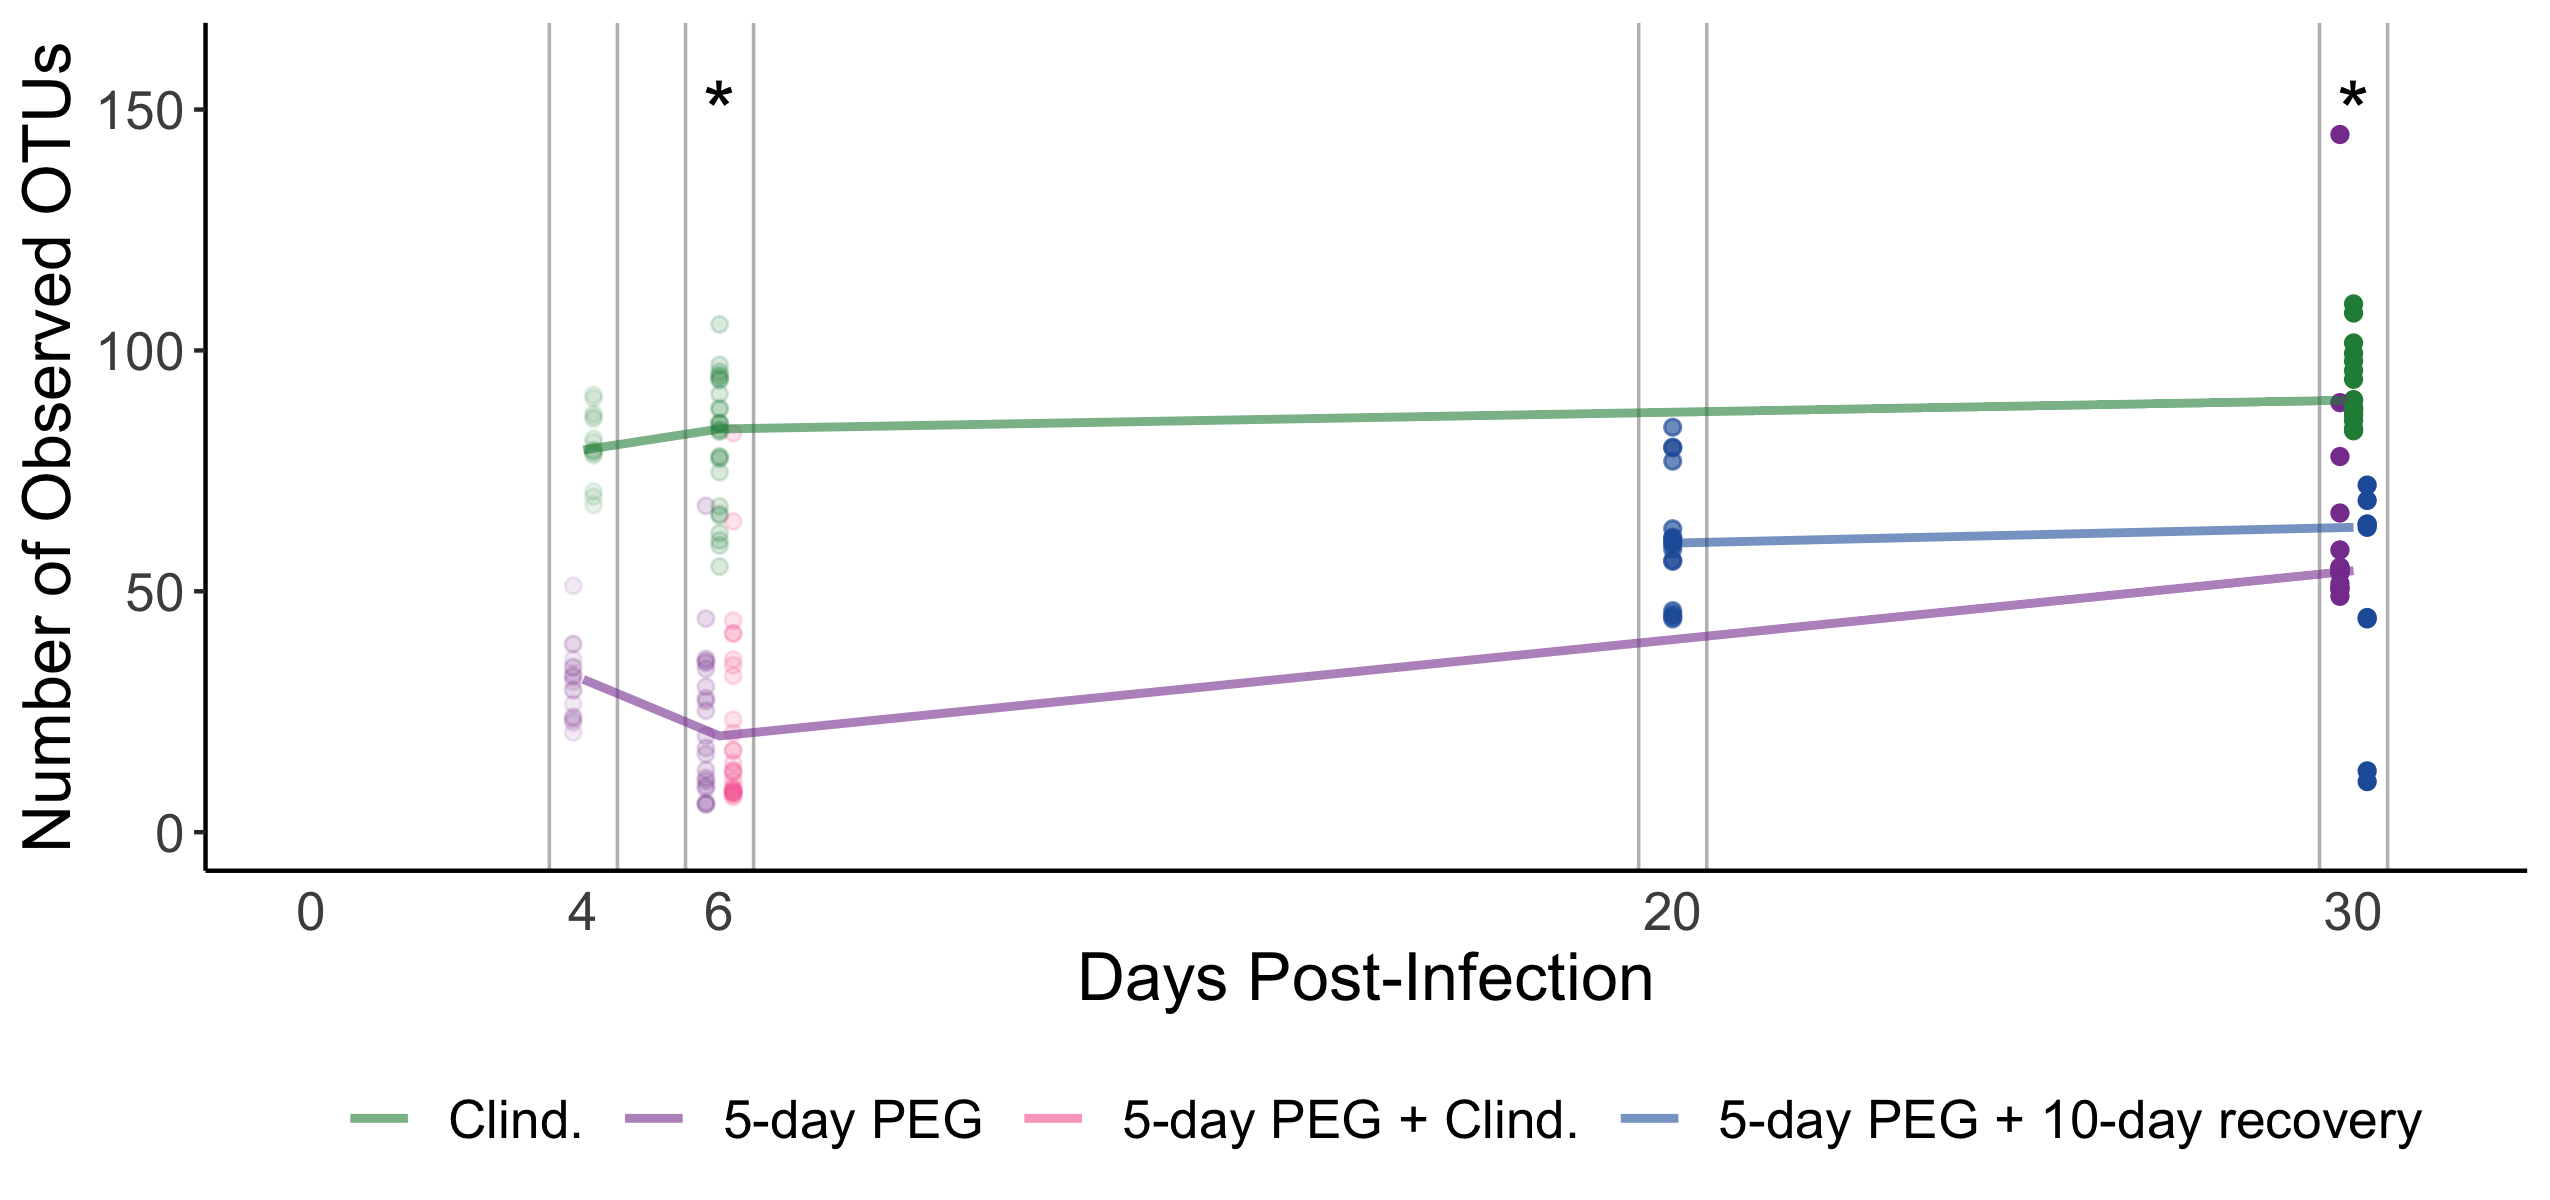 Number of Observed OTUs
150
100
50
0
*
*
0 4 6 20 30
Days Post-Infection
Clind. 5-day PEG 5-day PEG + Clind. 5-day PEG + 10-day recovery